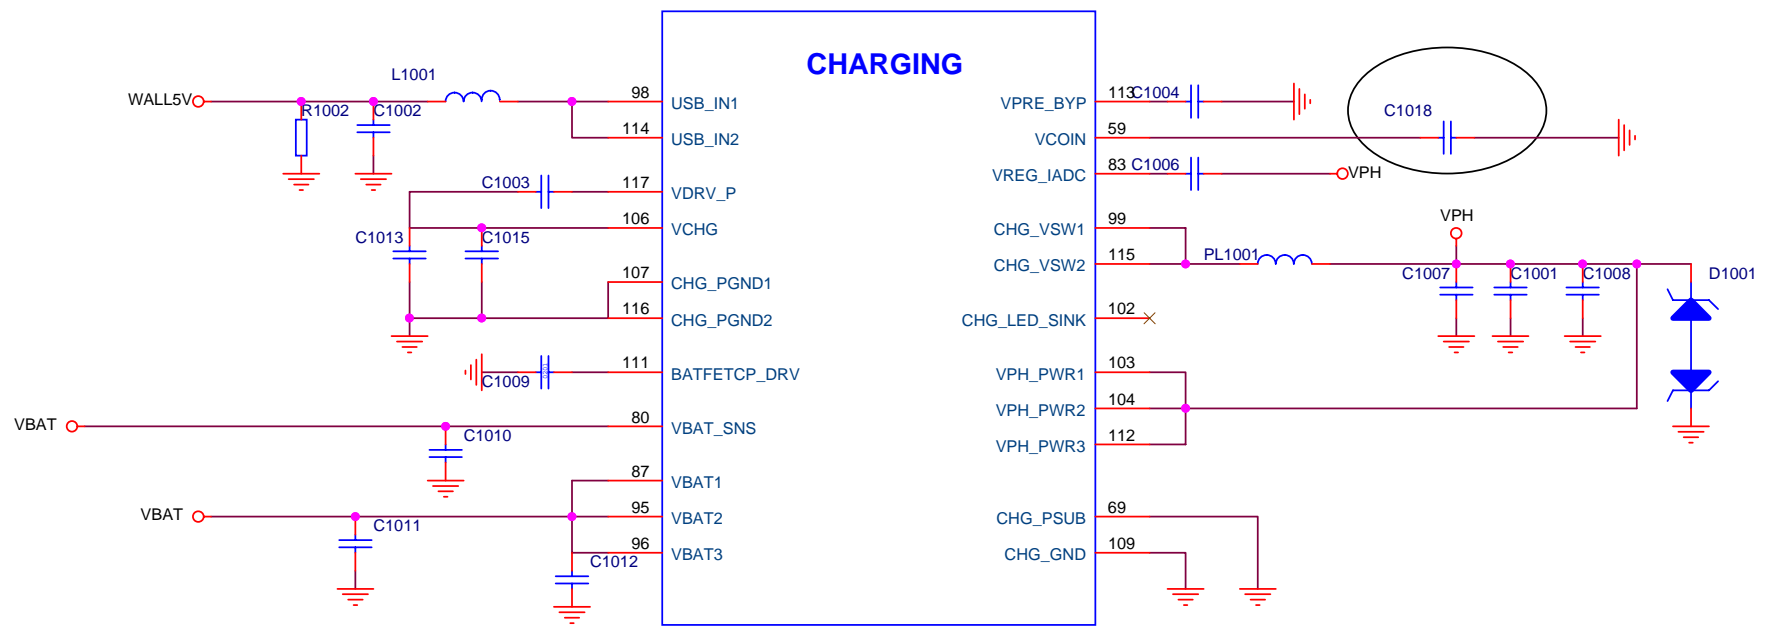 CHARGING
L1001
WALL5V
R1002
C1002
98
USB_IN1
114
USB_IN2
C1003
117
VDRV_P
106
VCHG
C1013
C1015
107
CHG_PGND1
116
CHG_PGND2
C1009
0201
111
BATFETCP_DRV
VBAT
80
VBAT_SNS
C1010
87
VBAT1
VBAT
95
VBAT2
C1011
96
VBAT3
C1012
VPRE_BYP
113
C1004
VCOIN
59
C1018
VREG_IADC
83
C1006
VPH
CHG_VSW1
99
VPH
CHG_VSW2
115
PL1001
C1007
C1001
C1008
D1001
CHG_LED_SINK
102
VPH_PWR1
103
VPH_PWR2
104
VPH_PWR3
112
CHG_PSUB
69
CHG_GND
109